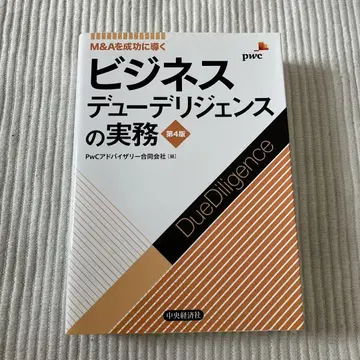 M&Aを成功に導く
pwc
ビジネス
デューデリジェンス
の実務
第4版
PwCアドバイザリー合同会社［編］
DueDiligence
中央経済社